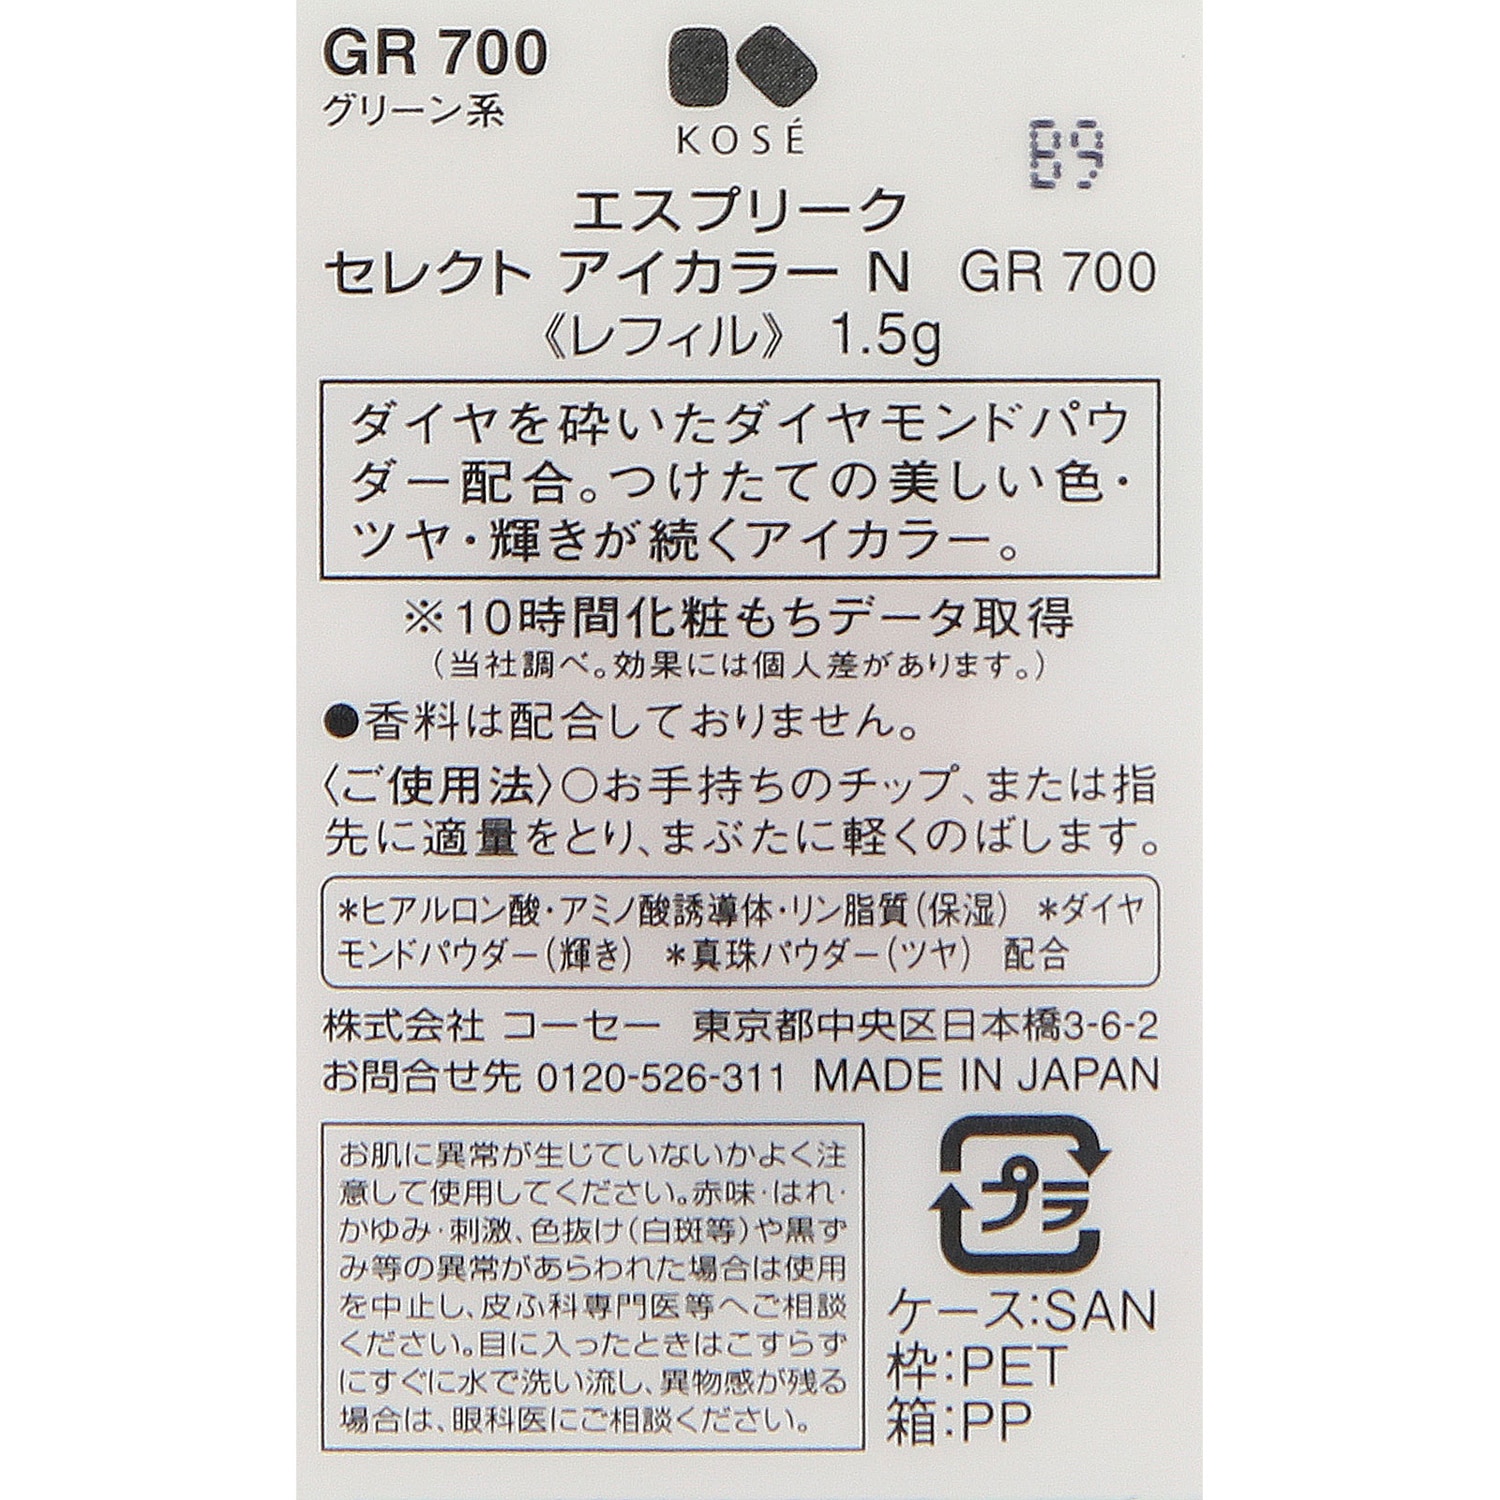 GR 700
グリーン系
KOSÉ
B9
エスプリーク
セレクト アイカラー N GR 700
《レフィル》 1.5g
ダイヤを砕いたダイヤモンドパウ
ダー配合。つけたての美しい色・
ツヤ・輝きが続くアイカラー。
※10時間化粧もちデータ取得
(当社調べ。効果には個人差があります。)
●香料は配合しておりません。
〈ご使用法〉○お手持ちのチップ、または指
先に適量をとり、まぶたに軽くのばします。
*ヒアルロン酸・アミノ酸誘導体・リン脂質(保湿) *ダイヤ
モンドパウダー(輝き) *真珠パウダー(ツヤ) 配合
株式会社 コーセー 東京都中央区日本橋3-6-2
お問合せ先 0120-526-311 MADE IN JAPAN
お肌に異常が生じていないかよく注
意して使用してください。赤味・はれ・
かゆみ・刺激、色抜け(白斑等)や黒ず
み等の異常があらわれた場合は使用
を中止し、皮ふ科専門医等へご相談
ください。目に入ったときはこすらず
にすぐに水で洗い流し、異物感が残る
場合は、眼科医にご相談ください。
プラ
ケース:SAN
枠:PET
箱:PP